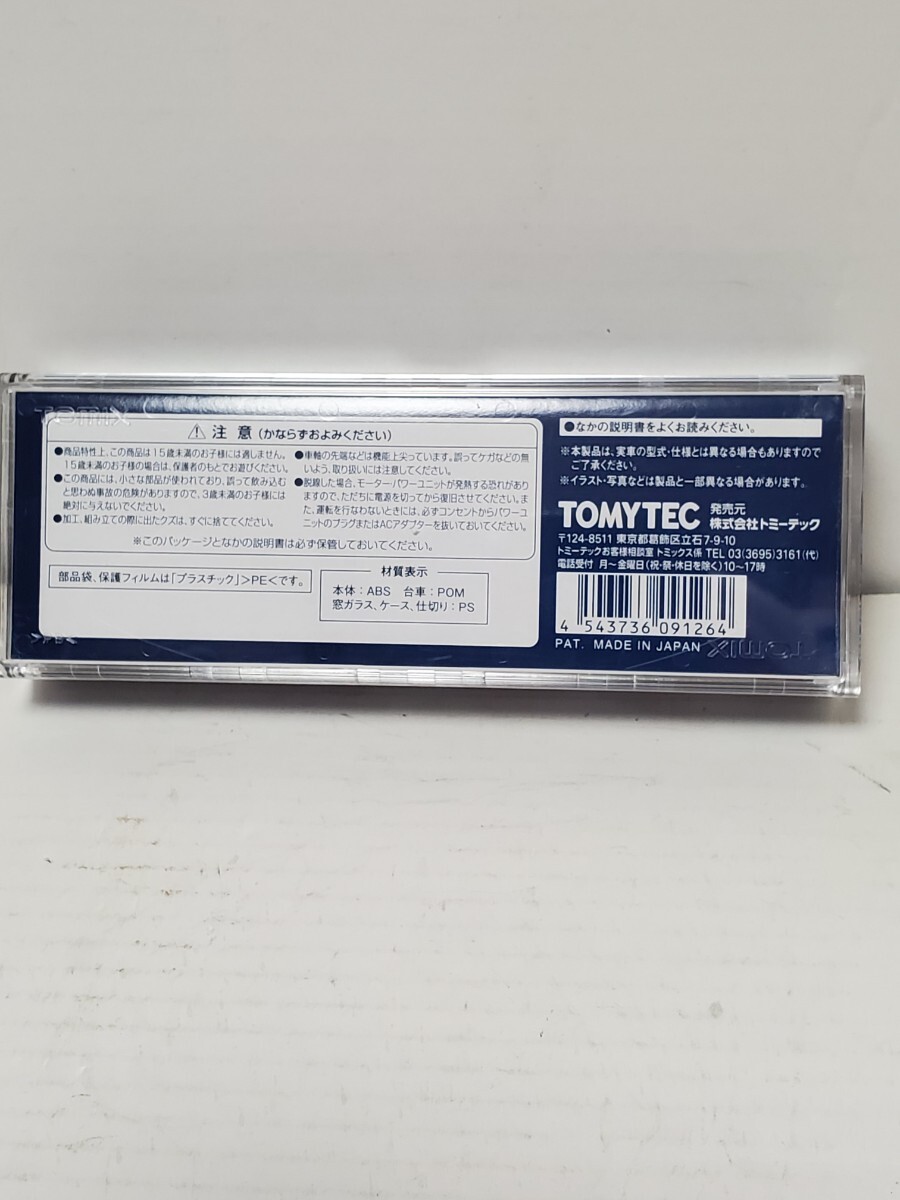 TOMIX
⚠ 注意(かならずおよみください)
●商品特性上、この商品は15歳未満のお子様には適しません。
15歳未満のお子様の場合は、保護者のもとでお遊びください。
●この商品には、小さな部品が使われており、誤って飲み込む
と思わぬ事故の危険がありますので、3歳未満のお子様には
絶対に与えないでください。
●加工、組み立ての際に出たクズは、すぐに捨ててください。
●車軸の先端などは機能上尖っています。誤ってケガなどの無
いよう、取り扱いには注意してください。
●脱線した場合、モーターパワーユニットが発熱する恐れがあり
ますので、ただちに電源を切ってから復旧させてください。ま
た、運転を行なわないときには、必ずコンセントからパワーユ
ニットのプラグまたはACアダプターを抜いておいてください。
※このパッケージとなかの説明書は必ず保管しておいてください。
部品袋、保護フィルムは「プラスチック」>PE<です。
材質表示
本体:ABS 台車:POM
窓ガラス、ケース、仕切り:PS
>PS<
●なかの説明書をよくお読みください。
※本製品は、実車の型式・仕様とは異なる場合もありますので
ご了承ください。
※イラスト・写真などは製品と一部異なる場合があります。
TOMYTEC 発売元 株式会社トミーテック
〒124-8511 東京都葛飾区立石7-9-10
トミーテックお客様相談室 トミックス係 TEL 03(3695)3161(代)
電話受付 月〜金曜日(祝・祭・休日を除く)10〜17時
4 543736 091264
PAT. MADE IN JAPAN
TOMIX